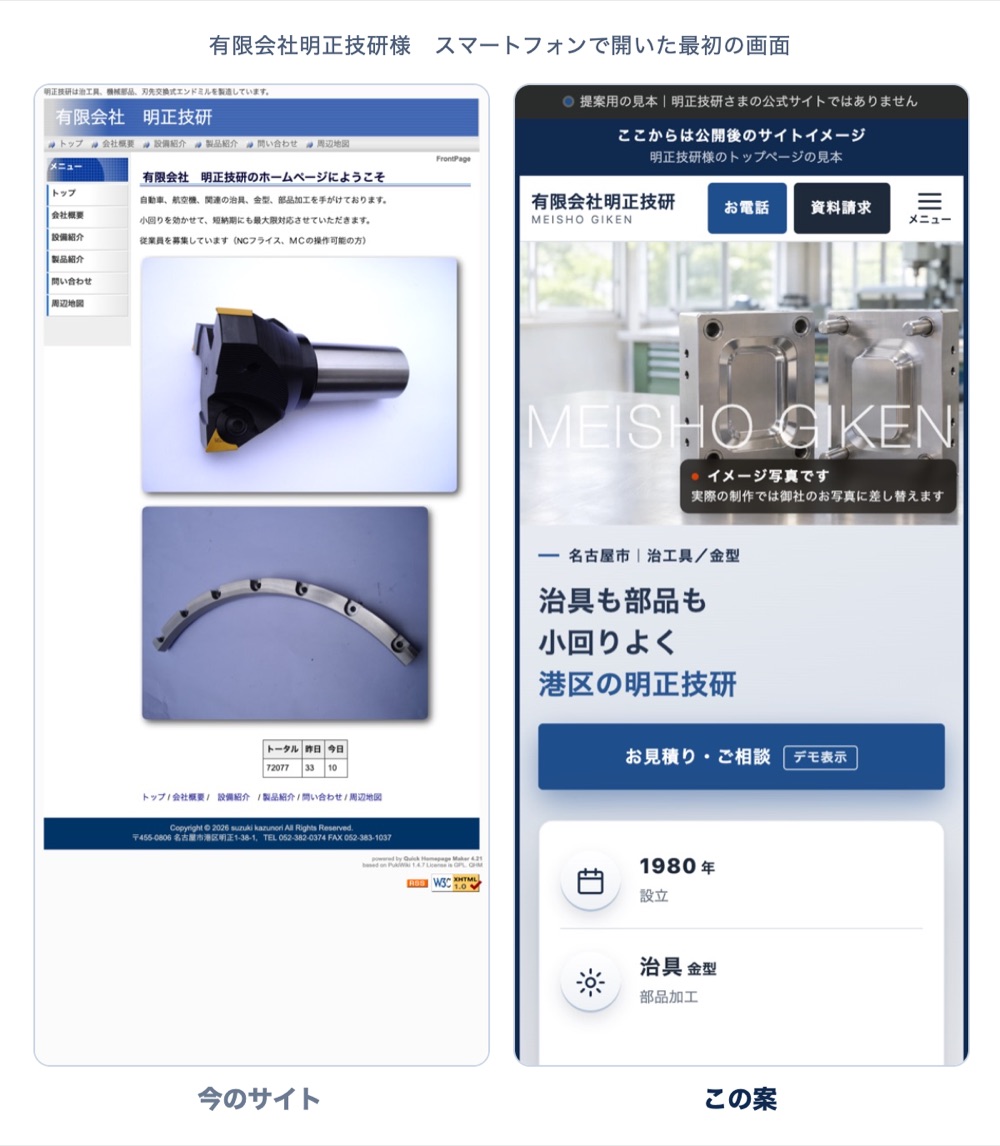 有限会社明正技研様　スマートフォンで開いた最初の画面
明正技研は治工具、機械部品、刃先交換式エンドミルを製造しています。
有限会社　明正技研
トップ 会社概要 設備紹介 製品紹介 問い合わせ 周辺地図
FrontPage
メニュー
トップ
会社概要
設備紹介
製品紹介
問い合わせ
周辺地図
有限会社　明正技研のホームページにようこそ
自動車、航空機、関連の治具、金型、部品加工を手がけております。
小回りを効かせて、短納期にも最大限対応させていただきます。
従業員を募集しています（NCフライス、ＭＣの操作可能の方）
トータル 昨日 今日
72077 33 10
トップ / 会社概要 /　設備紹介　/ 製品紹介 / 問い合わせ / 周辺地図
Copyright © 2026 suzuki kazunori All Rights Reserved.
〒455-0806 名古屋市港区明正1-38-1,　TEL 052-382-0374 FAX 052-383-1037
powered by Quick Homepage Maker 4.21
based on PukiWiki 1.4.7 License is GPL. QHM
RSS W3C XHTML 1.0
今のサイト
提案用の見本｜明正技研さまの公式サイトではありません
ここからは公開後のサイトイメージ
明正技研様のトップページの見本
有限会社明正技研
MEISHO GIKEN
お電話
資料請求
メニュー
MEISHO GIKEN
イメージ写真です
実際の制作では御社のお写真に差し替えます
名古屋市｜治工具／金型
治具も部品も
小回りよく
港区の明正技研
お見積り・ご相談 デモ表示
1980 年
設立
治具 金型
部品加工
この案